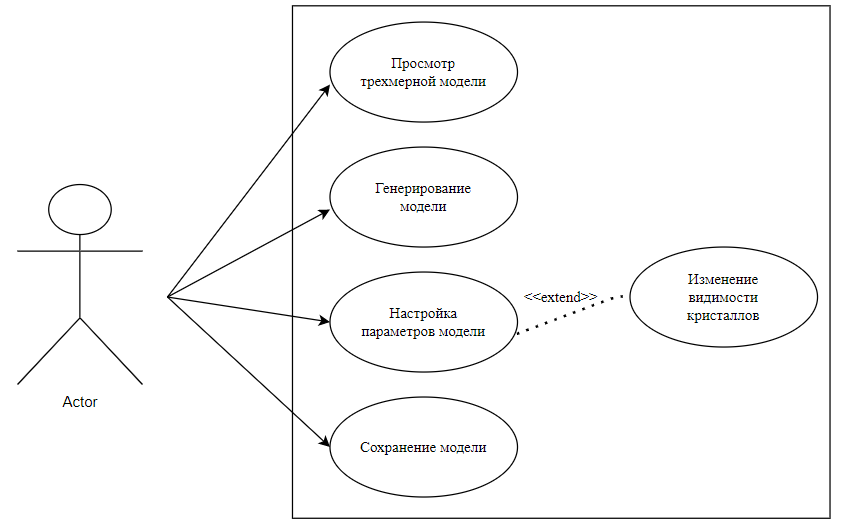 Просмотр
трехмерной модели
Генерирование
модели
Настройка
параметров модели
<<extend>>
Изменение
видимости
кристаллов
Сохранение модели
Actor